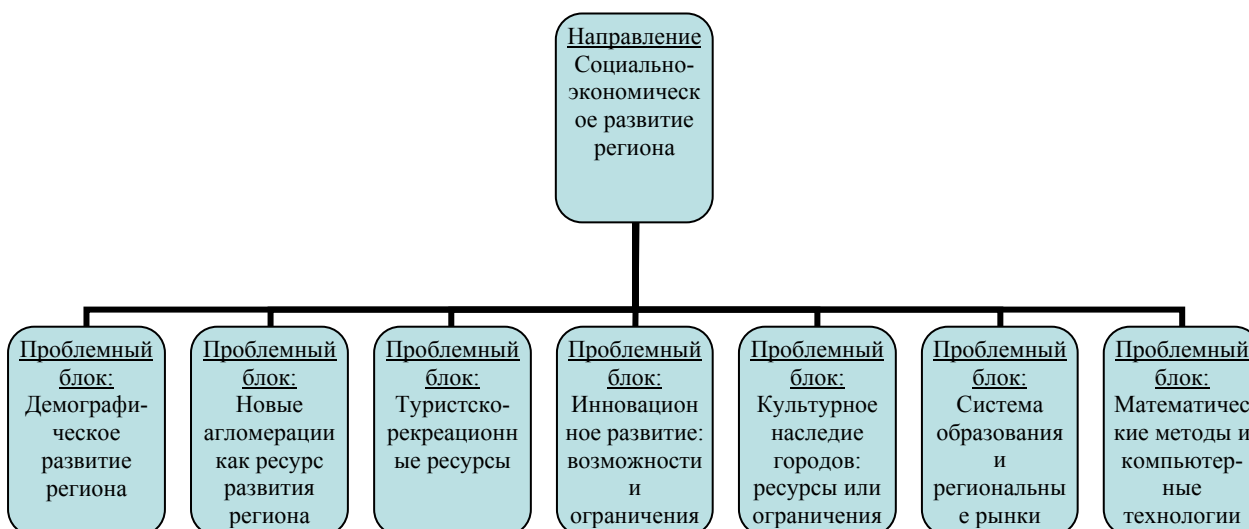 Направление
Социально-
экономическ
ое развитие
региона
Проблемный
блок:
Демографи-
ческое
развитие
региона
Проблемный
блок:
Новые
агломерации
как ресурс
развития
региона
Проблемный
блок:
Туристско-
рекреационн
ые ресурсы
Проблемный
блок:
Инновацион
ное развитие:
возможности
и
ограничения
Проблемный
блок:
Культурное
наследие
городов:
ресурсы или
ограничения
Проблемный
блок:
Система
образования
и
региональны
е рынки
Проблемный
блок:
Математичес
кие методы и
компьютер-
ные
технологии